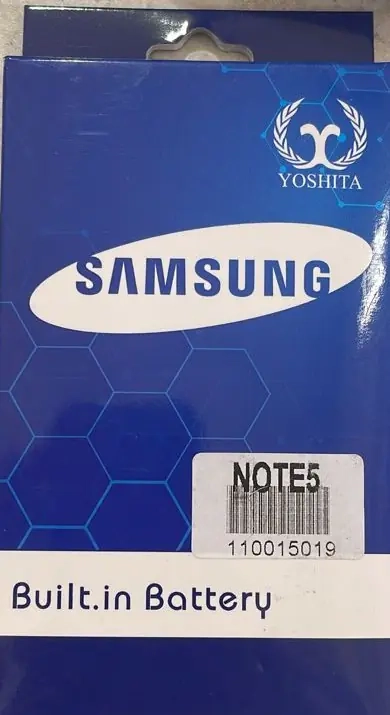 YOSHITA
SAMSUNG
NOTE5
110015019
Built.in Battery